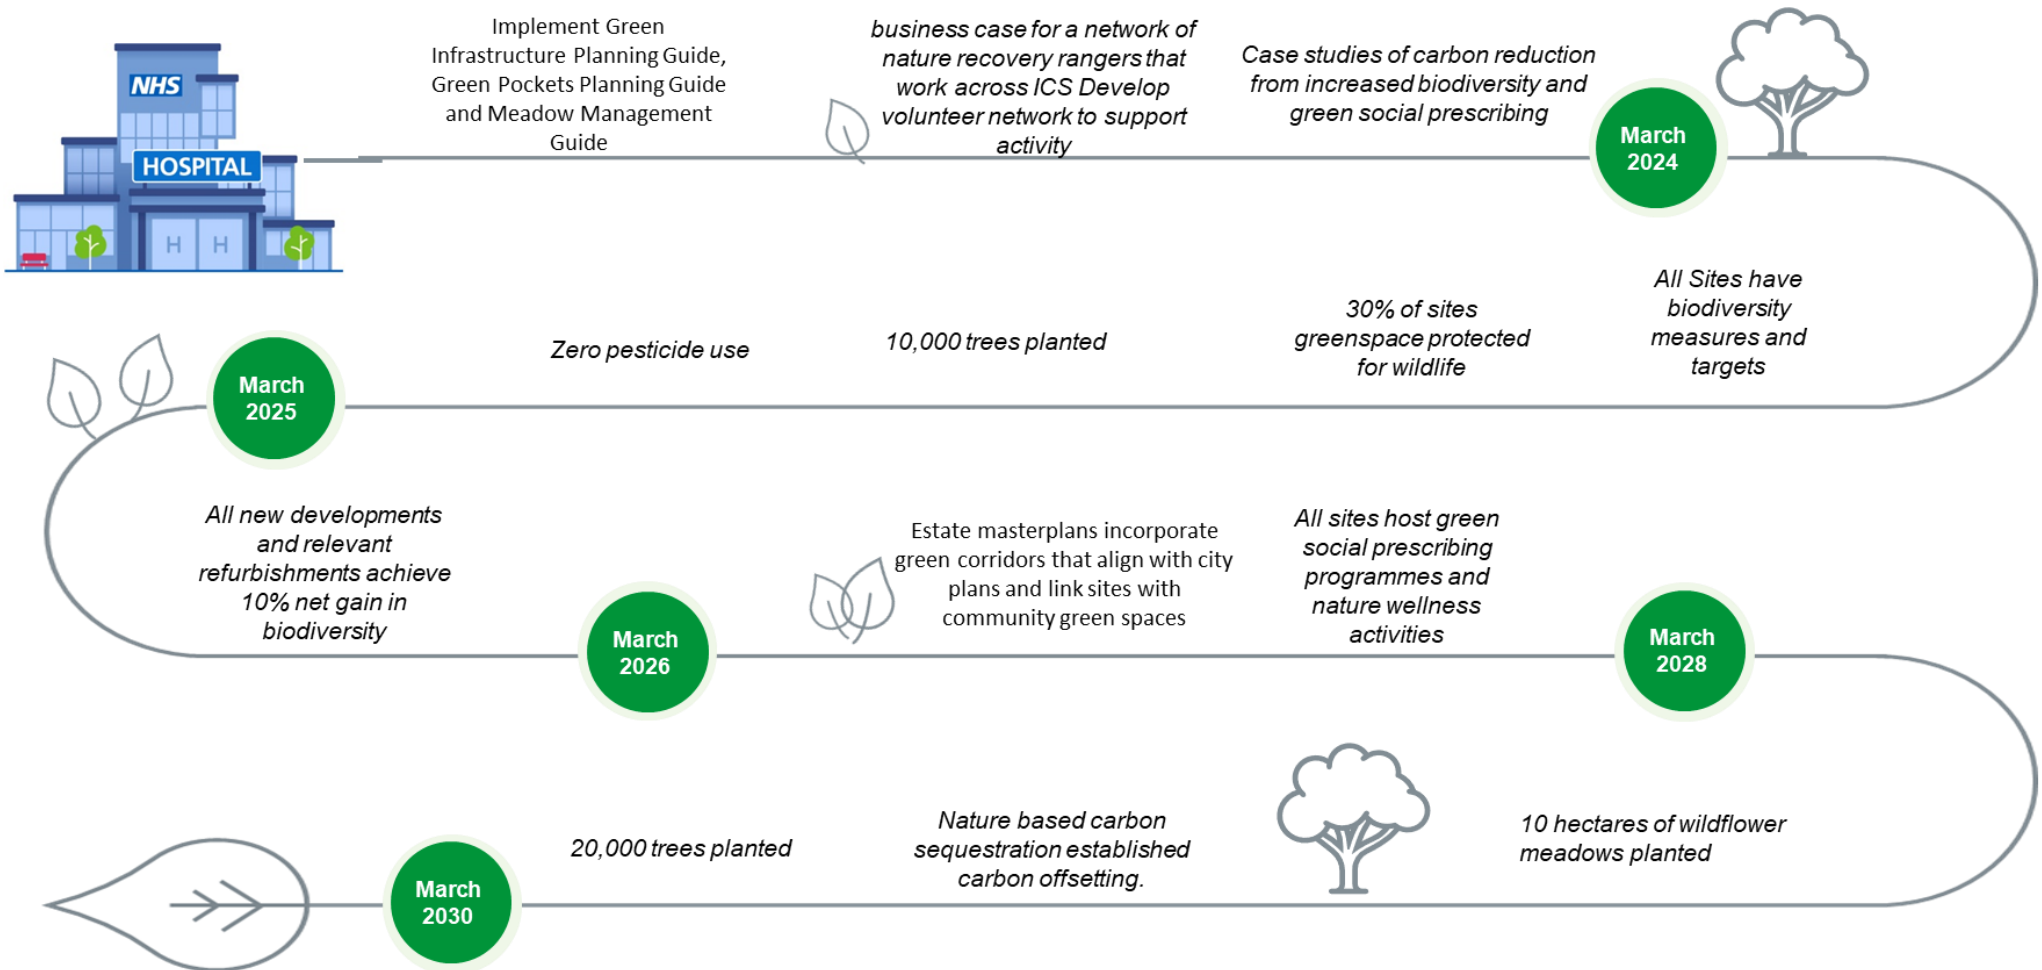 NHS
HOSPITAL
H H
Implement Green
Infrastructure Planning Guide,
Green Pockets Planning Guide
and Meadow Management
Guide
business case for a network of
nature recovery rangers that
work across ICS Develop
volunteer network to support
activity
Case studies of carbon reduction
from increased biodiversity and
green social prescribing
March
2024
All Sites have
biodiversity
measures and
targets
30% of sites
greenspace protected
for wildlife
10,000 trees planted
Zero pesticide use
March
2025
All new developments
and relevant
refurbishments achieve
10% net gain in
biodiversity
March
2026
Estate masterplans incorporate
green corridors that align with city
plans and link sites with
community green spaces
All sites host green
social prescribing
programmes and
nature wellness
activities
March
2028
10 hectares of wildflower
meadows planted
Nature based carbon
sequestration established
carbon offsetting.
20,000 trees planted
March
2030